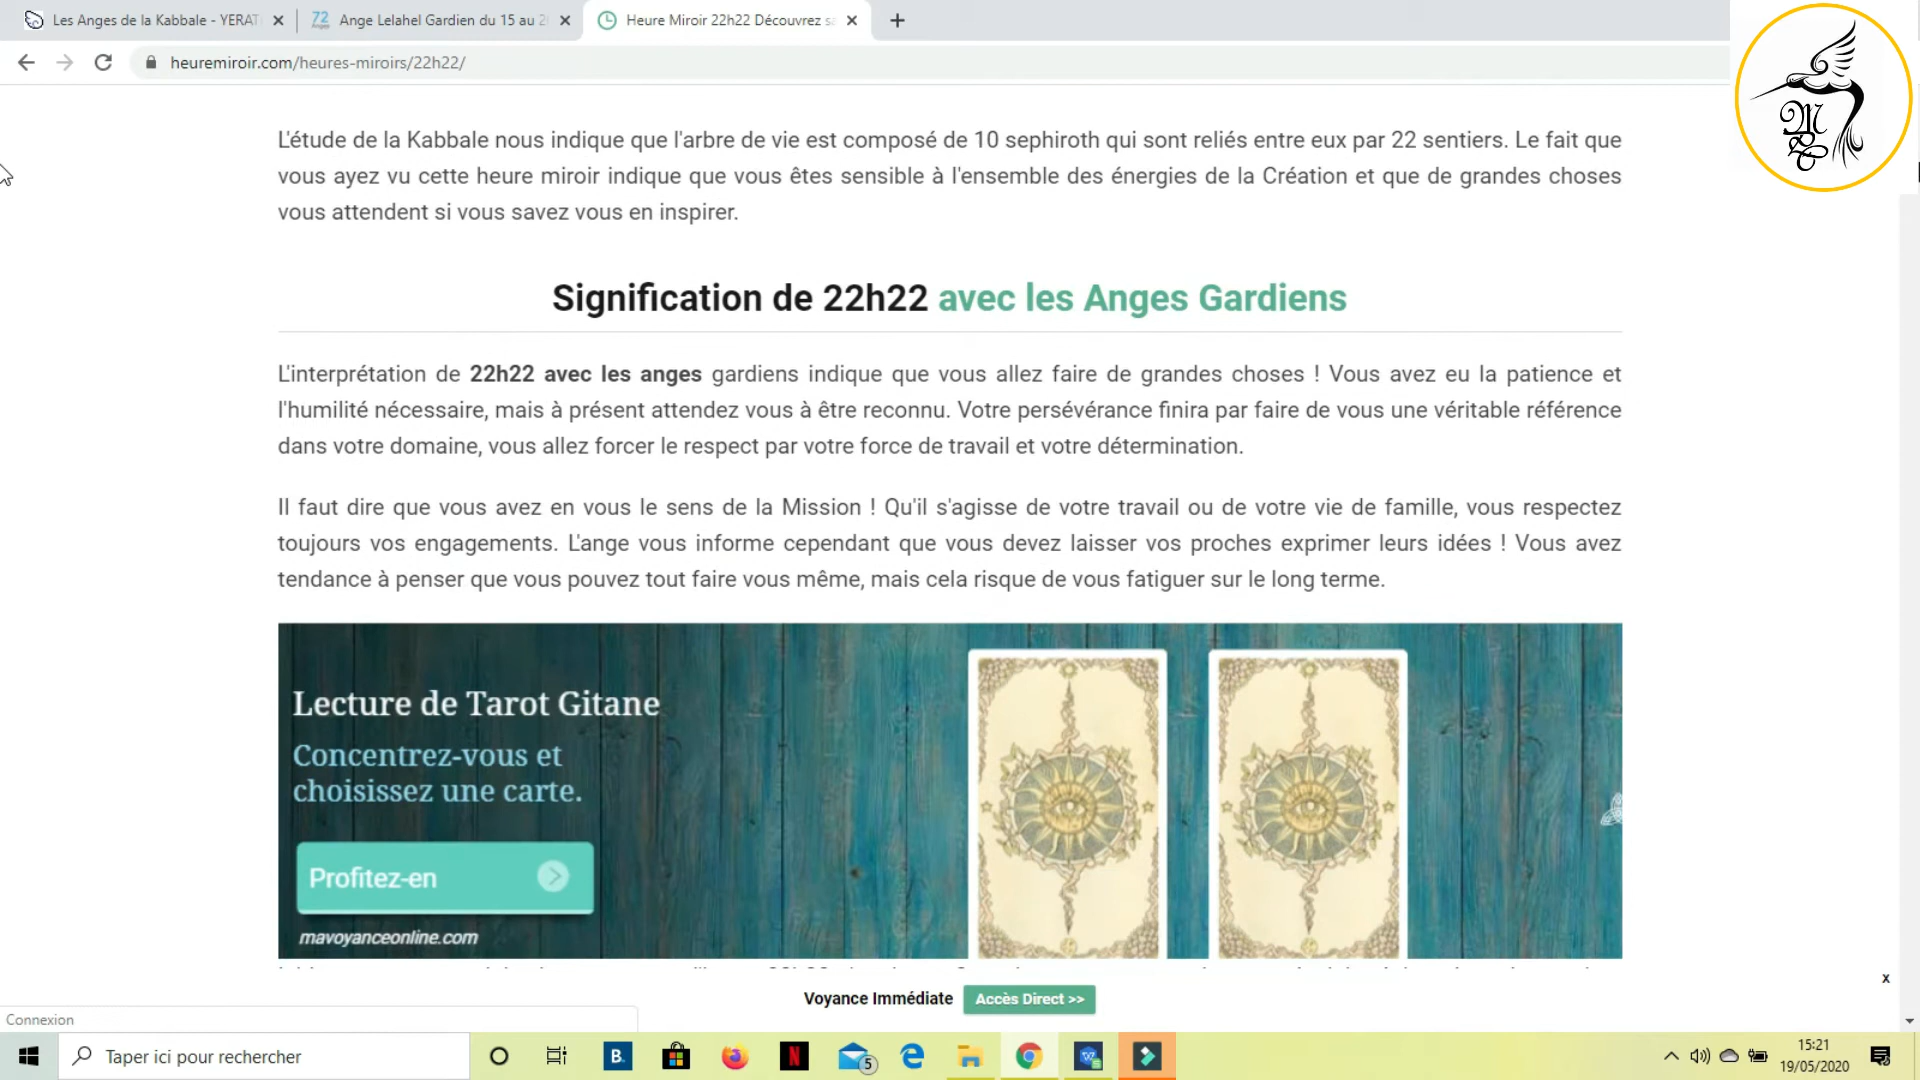 Les Anges de la Kabbale - YERAT
72 Ange Lelahel Gardien du 15 au 2
Heure Miroir 22h22 Découvrez sa
heuremiroir.com/heures-miroirs/22h22/
L'étude de la Kabbale nous indique que l'arbre de vie est composé de 10 sephiroth qui sont reliés entre eux par 22 sentiers. Le fait que
vous ayez vu cette heure miroir indique que vous êtes sensible à l'ensemble des énergies de la Création et que de grandes choses
vous attendent si vous savez vous en inspirer.
Signification de 22h22 avec les Anges Gardiens
L'interprétation de 22h22 avec les anges gardiens indique que vous allez faire de grandes choses ! Vous avez eu la patience et
l'humilité nécessaire, mais à présent attendez vous à être reconnu. Votre persévérance finira par faire de vous une véritable référence
dans votre domaine, vous allez forcer le respect par votre force de travail et votre détermination.
Il faut dire que vous avez en vous le sens de la Mission ! Qu'il s'agisse de votre travail ou de votre vie de famille, vous respectez
toujours vos engagements. L'ange vous informe cependant que vous devez laisser vos proches exprimer leurs idées ! Vous avez
tendance à penser que vous pouvez tout faire vous même, mais cela risque de vous fatiguer sur le long terme.
Lecture de Tarot Gitane
Concentrez-vous et
choisissez une carte.
Profitez-en
mavoyanceonline.com
x
Voyance Immédiate Accès Direct >>
Connexion
Taper ici pour rechercher
B.
N
5
15:21
19/05/2020